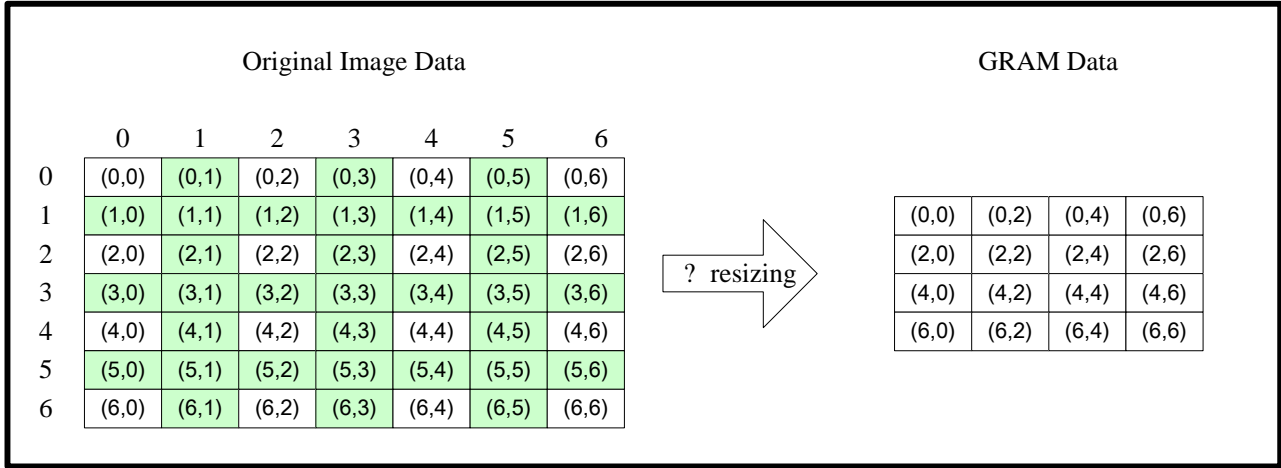 Original Image Data
GRAM Data
0 1 2 3 4 5 6
0 (0,0) (0,1) (0,2) (0,3) (0,4) (0,5) (0,6)
1 (1,0) (1,1) (1,2) (1,3) (1,4) (1,5) (1,6)
2 (2,0) (2,1) (2,2) (2,3) (2,4) (2,5) (2,6)
3 (3,0) (3,1) (3,2) (3,3) (3,4) (3,5) (3,6)
4 (4,0) (4,1) (4,2) (4,3) (4,4) (4,5) (4,6)
5 (5,0) (5,1) (5,2) (5,3) (5,4) (5,5) (5,6)
6 (6,0) (6,1) (6,2) (6,3) (6,4) (6,5) (6,6)
? resizing
(0,0) (0,2) (0,4) (0,6)
(2,0) (2,2) (2,4) (2,6)
(4,0) (4,2) (4,4) (4,6)
(6,0) (6,2) (6,4) (6,6)